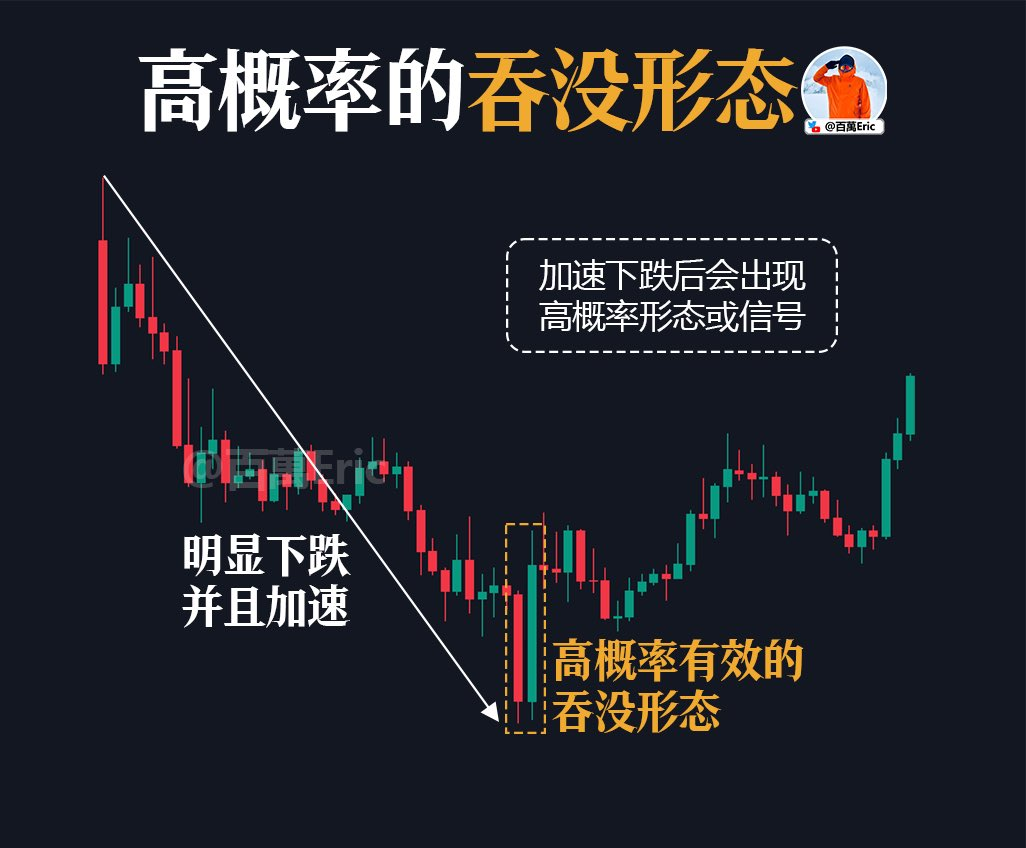 高概率的吞没形态
@百萬Eric
加速下跌后会出现
高概率形态或信号
@百萬Eric
明显下跌
并且加速
高概率有效的
吞没形态